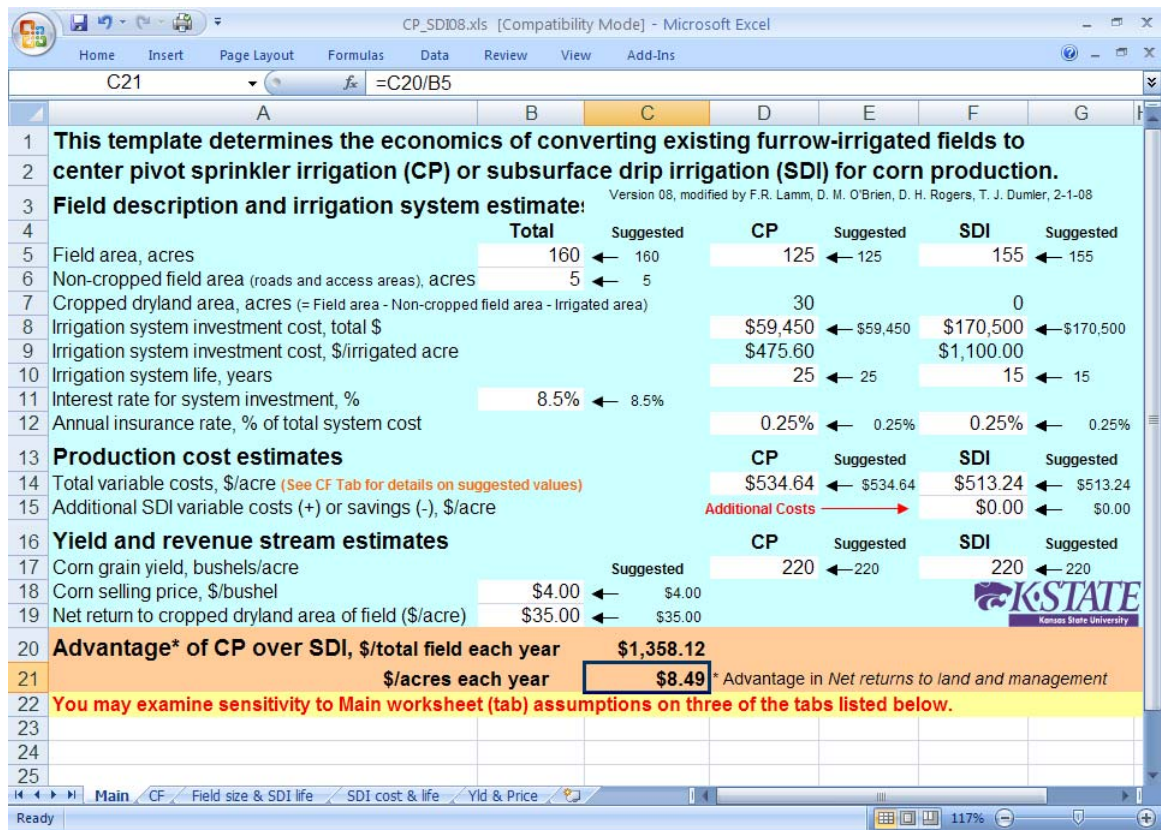 CP_SDI08.xls [Compatibility Mode] - Microsoft Excel
Home Insert Page Layout Formulas Data Review View Add-Ins
C21 fx =C20/B5
A B C D E F G H
1 This template determines the economics of converting existing furrow-irrigated fields to
2 center pivot sprinkler irrigation (CP) or subsurface drip irrigation (SDI) for corn production.
Version 08, modified by F.R. Lamm, D. M. O'Brien, D. H. Rogers, T. J. Dumler, 2-1-08
3 Field description and irrigation system estimates
4 Total Suggested CP Suggested SDI Suggested
5 Field area, acres 160 160 125 125 155 155
6 Non-cropped field area (roads and access areas), acres 5 5
7 Cropped dryland area, acres (= Field area - Non-cropped field area - Irrigated area) 30 0
8 Irrigation system investment cost, total $ $59,450 $59,450 $170,500 $170,500
9 Irrigation system investment cost, $/irrigated acre $475.60 $1,100.00
10 Irrigation system life, years 25 25 15 15
11 Interest rate for system investment, % 8.5% 8.5%
12 Annual insurance rate, % of total system cost 0.25% 0.25% 0.25% 0.25%
13 Production cost estimates CP Suggested SDI Suggested
14 Total variable costs, $/acre (See CF Tab for details on suggested values) $534.64 $534.64 $513.24 $513.24
15 Additional SDI variable costs (+) or savings (-), $/acre Additional Costs $0.00 $0.00
16 Yield and revenue stream estimates CP Suggested SDI Suggested
17 Corn grain yield, bushels/acre Suggested 220 220 220 220
18 Corn selling price, $/bushel $4.00 $4.00
19 Net return to cropped dryland area of field ($/acre) $35.00 $35.00
K-STATE
Kansas State University
20 Advantage* of CP over SDI, $/total field each year $1,358.12
21 $/acres each year $8.49 * Advantage in Net returns to land and management
22 You may examine sensitivity to Main worksheet (tab) assumptions on three of the tabs listed below.
23
24
25
Main CF Field size & SDI life SDI cost & life Yld & Price
Ready 117%